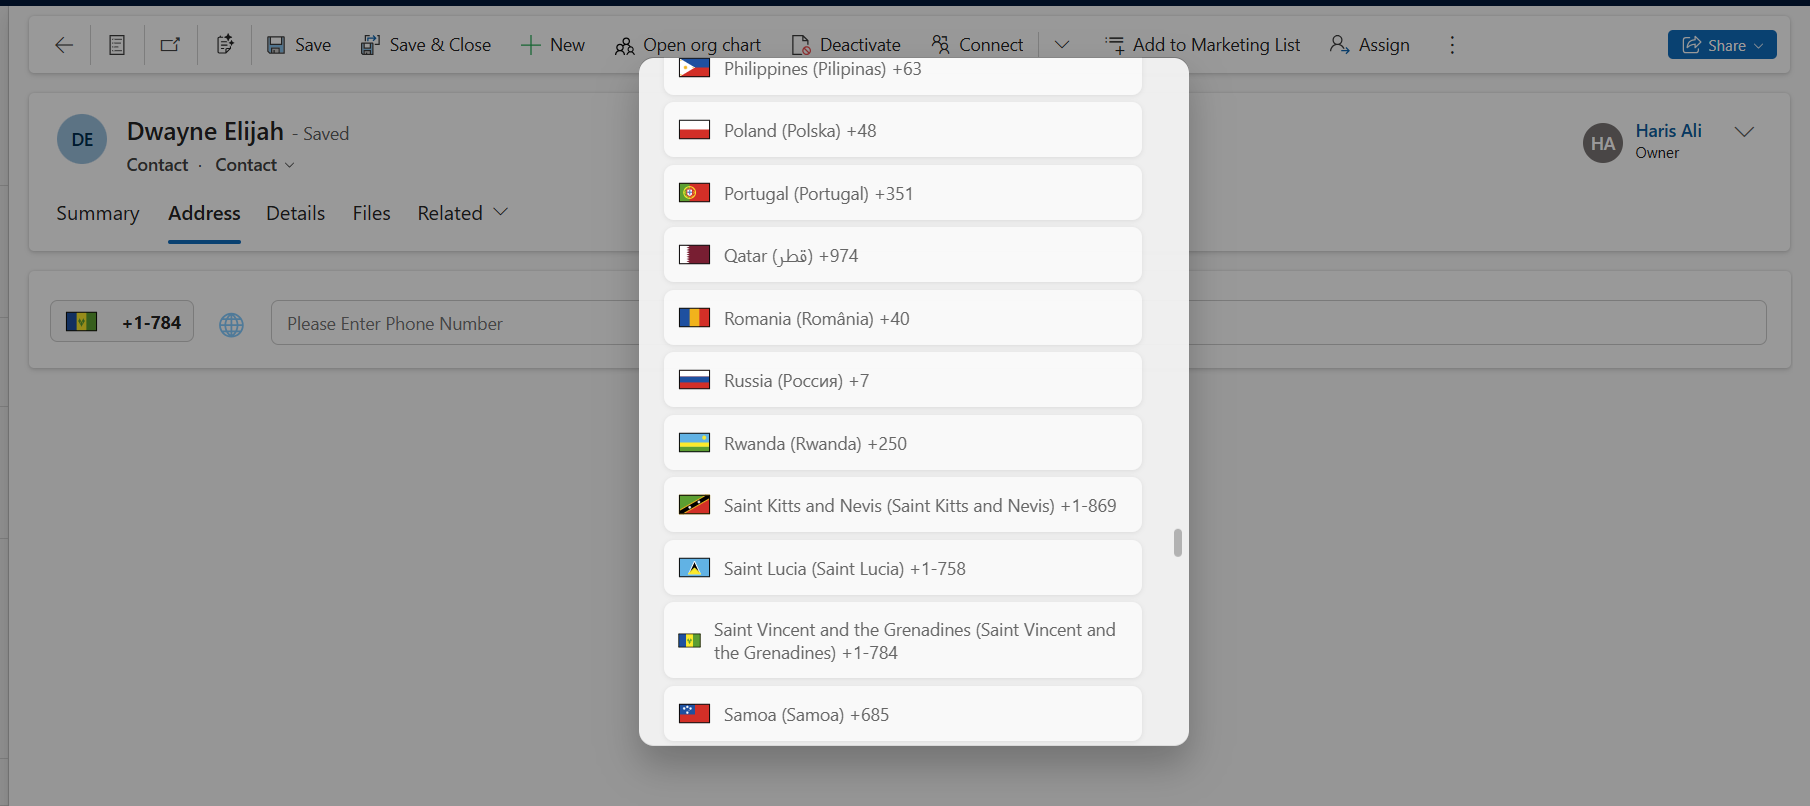 Save
Save & Close
New
Open org chart
Deactivate
Connect
Add to Marketing List
Assign
Share
DE
Dwayne Elijah - Saved
Contact · Contact
HA
Haris Ali
Owner
Summary
Address
Details
Files
Related
+1-784
Please Enter Phone Number
Philippines (Pilipinas) +63
Poland (Polska) +48
Portugal (Portugal) +351
Qatar (قطر) +974
Romania (România) +40
Russia (Россия) +7
Rwanda (Rwanda) +250
Saint Kitts and Nevis (Saint Kitts and Nevis) +1-869
Saint Lucia (Saint Lucia) +1-758
Saint Vincent and the Grenadines (Saint Vincent and
the Grenadines) +1-784
Samoa (Samoa) +685